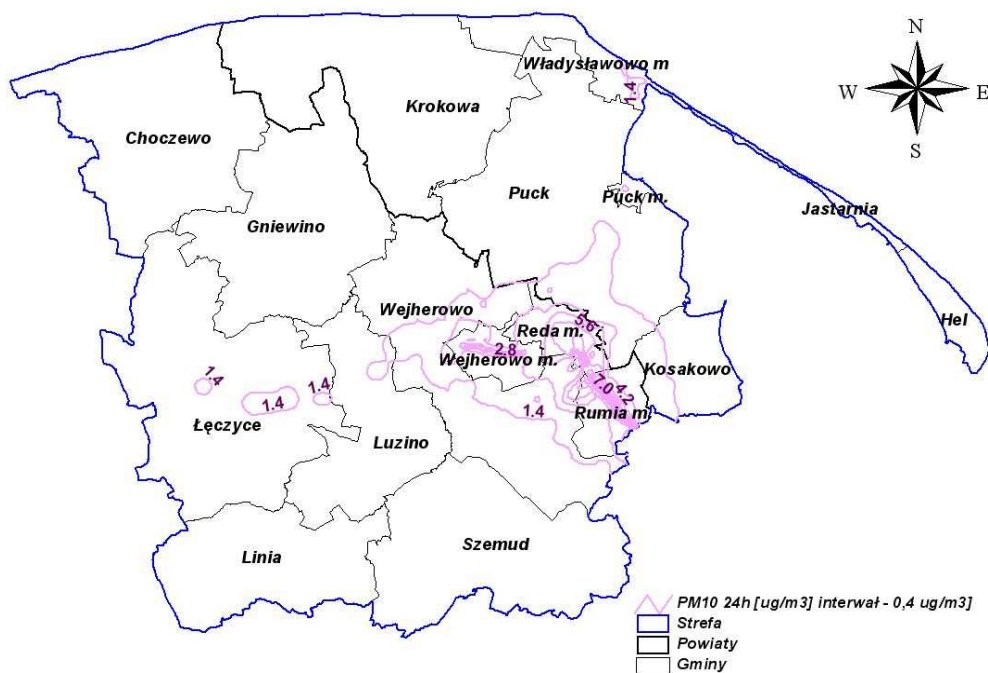 N
Władysławowo m
W
E
1.4
Krokowa
Choczewo
S
Puck
Puck m.
Jastarnia
Gniewino
Wejherowo
5.6
Reda m.
Hel
2.8
Wejherowo m.
Kosakowo
1.4
1.4
7.0
4.2
1.4
1.4
Rumia m.
Łęczyce
Luzino
Linia
Szemud
PM10 24h [ug/m3] interwał - 0,4 ug/m3]
Strefa
Powiaty
Gminy